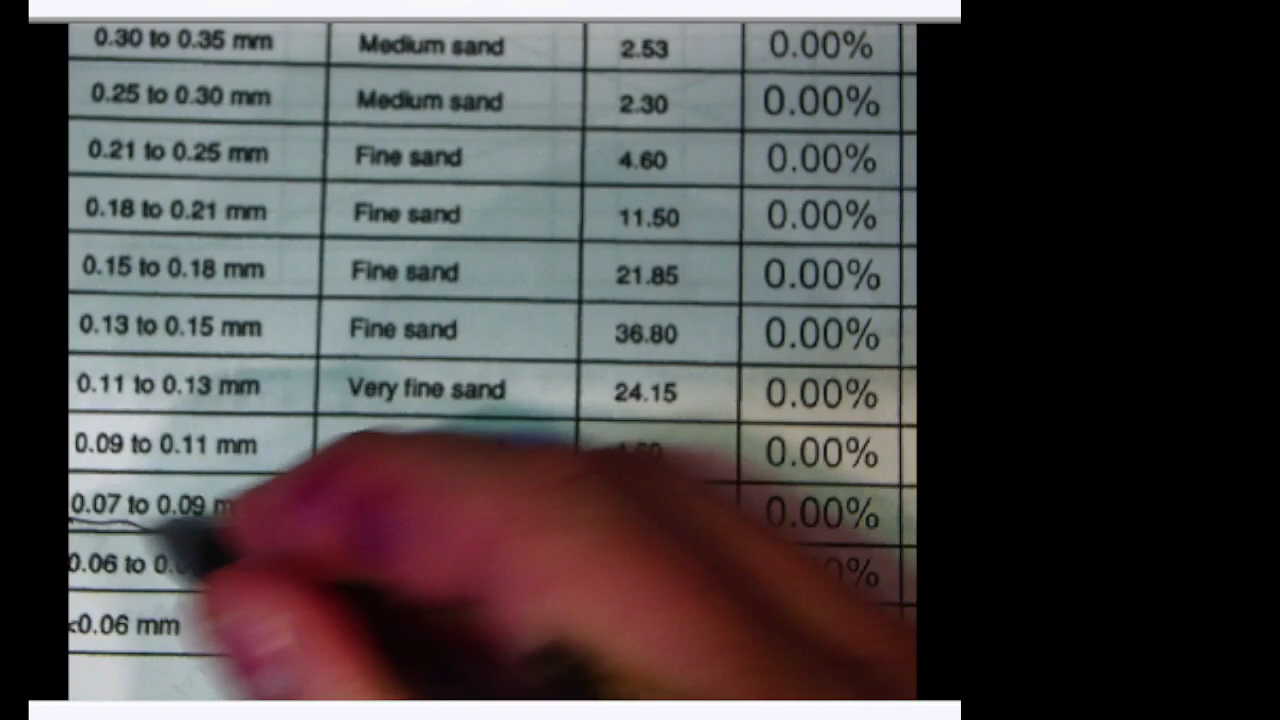 0.30 to 0.35 mm Medium sand 2.53 0.00%
0.25 to 0.30 mm Medium sand 2.30 0.00%
0.21 to 0.25 mm Fine sand 4.60 0.00%
0.18 to 0.21 mm Fine sand 11.50 0.00%
0.15 to 0.18 mm Fine sand 21.85 0.00%
0.13 to 0.15 mm Fine sand 36.80 0.00%
0.11 to 0.13 mm Very fine sand 24.15 0.00%
0.09 to 0.11 mm 0.00%
0.07 to 0.09 0.00%
0.06 to
<0.06 mm